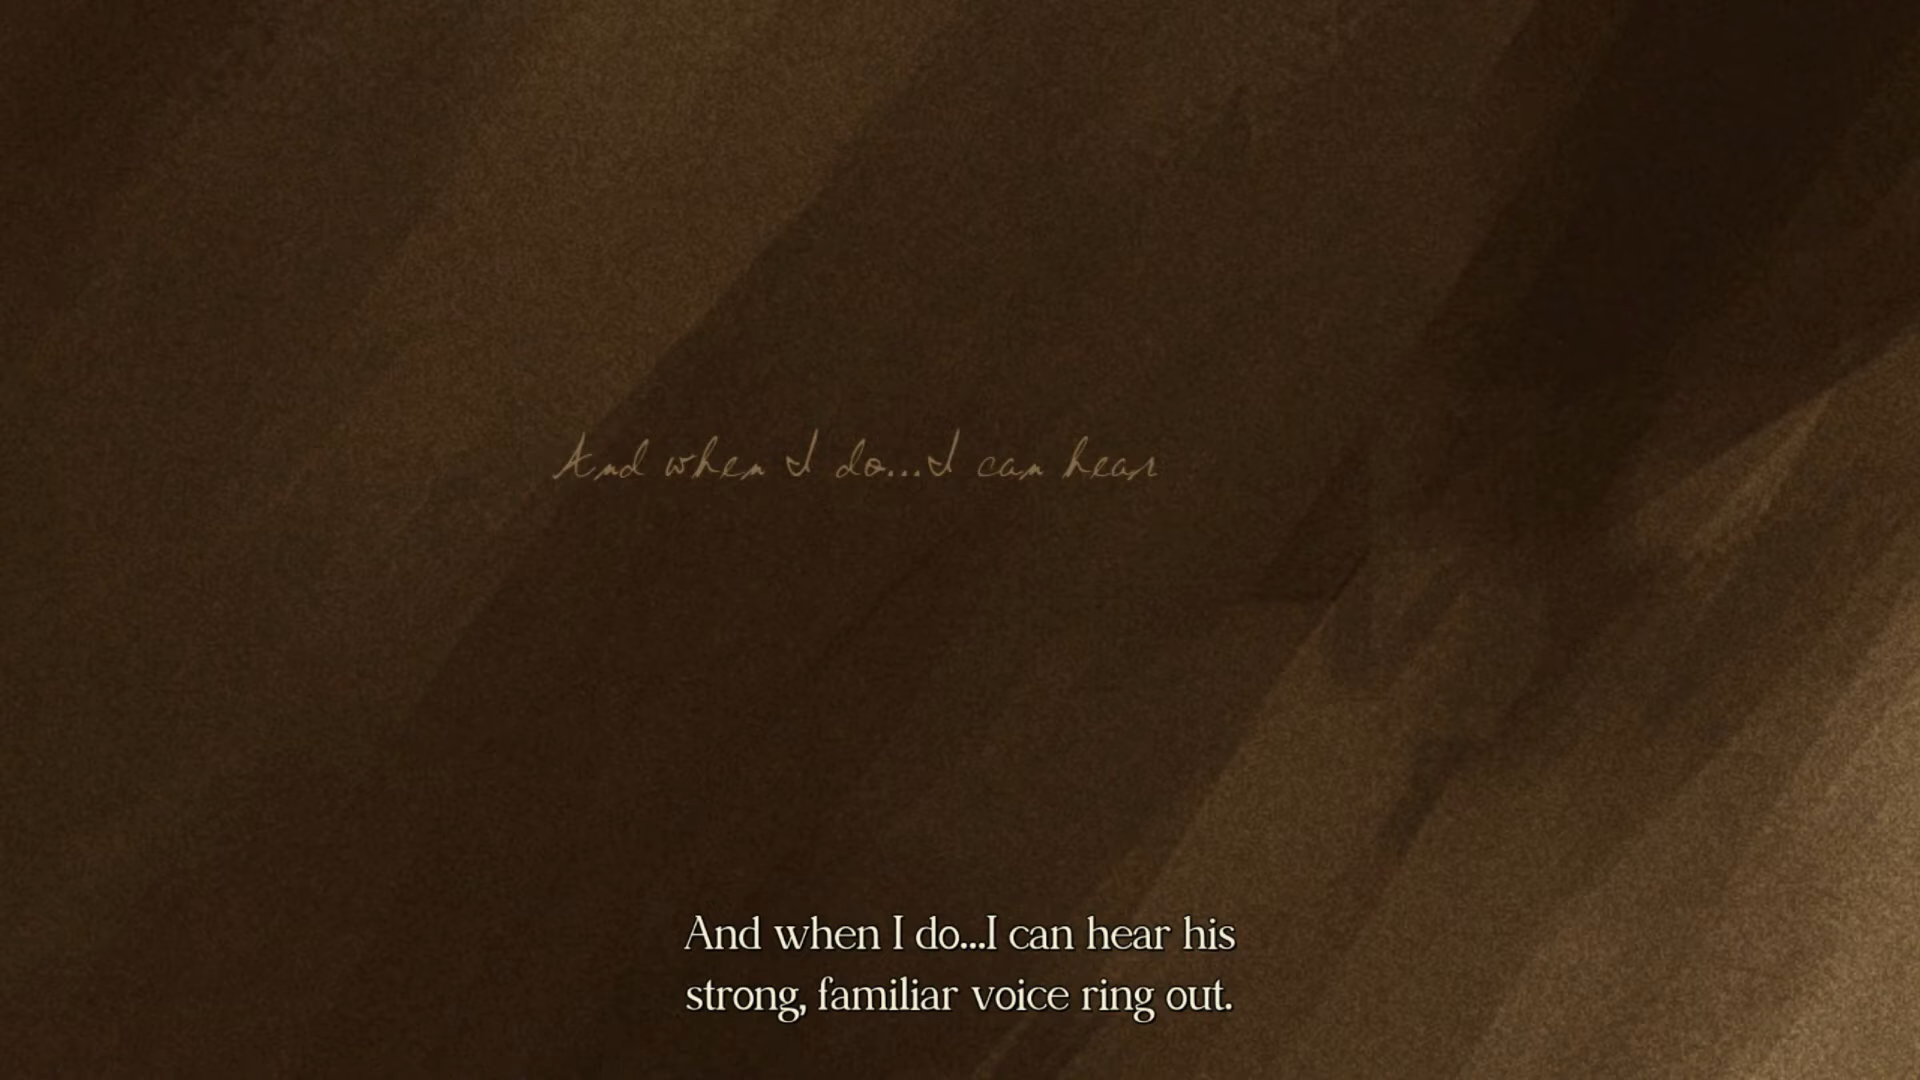 And when I do...I can hear
And when I do...I can hear his
strong, familiar voice ring out.